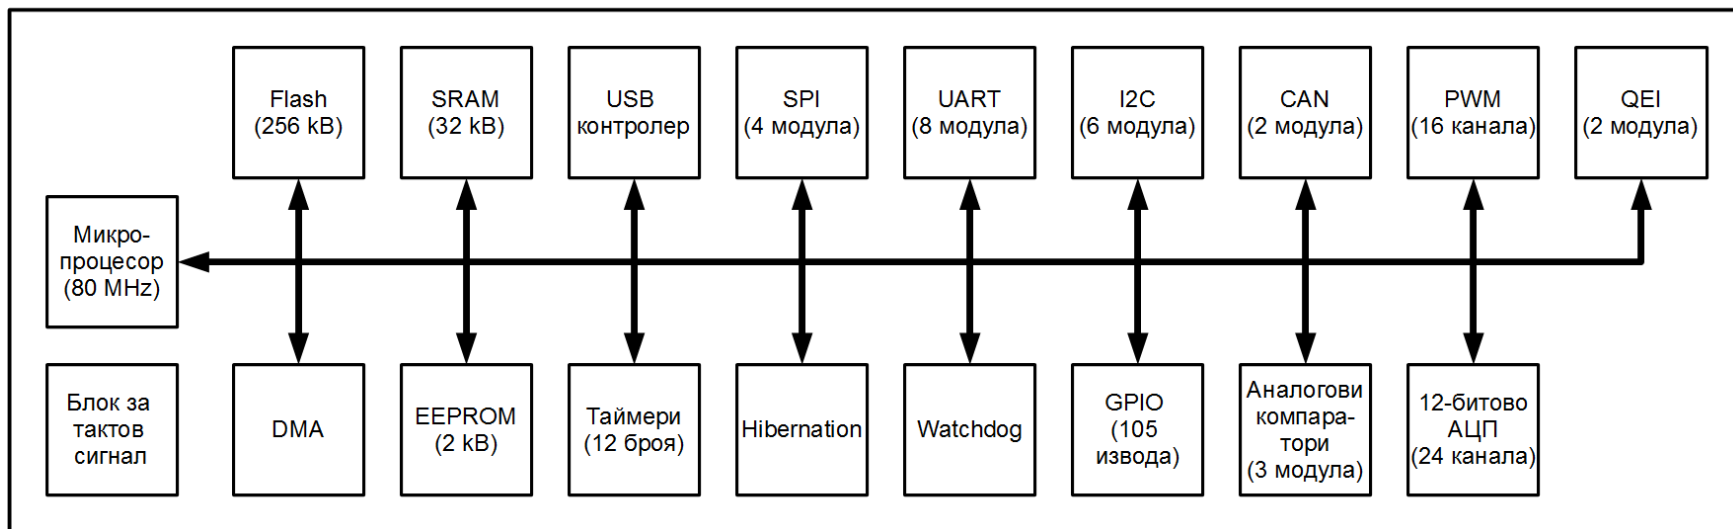 Flash
(256 kB)
SRAM
(32 kB)
USB
контролер
SPI
(4 модула)
UART
(8 модула)
I2C
(6 модула)
CAN
(2 модула)
PWM
(16 канала)
QEI
(2 модула)
Микро-
процесор
(80 MHz)
Блок за
тактов
сигнал
DMA
EEPROM
(2 kB)
Таймери
(12 броя)
Hibernation
Watchdog
GPIO
(105
извода)
Аналогови
компара-
тори
(3 модула)
12-битово
АЦП
(24 канала)